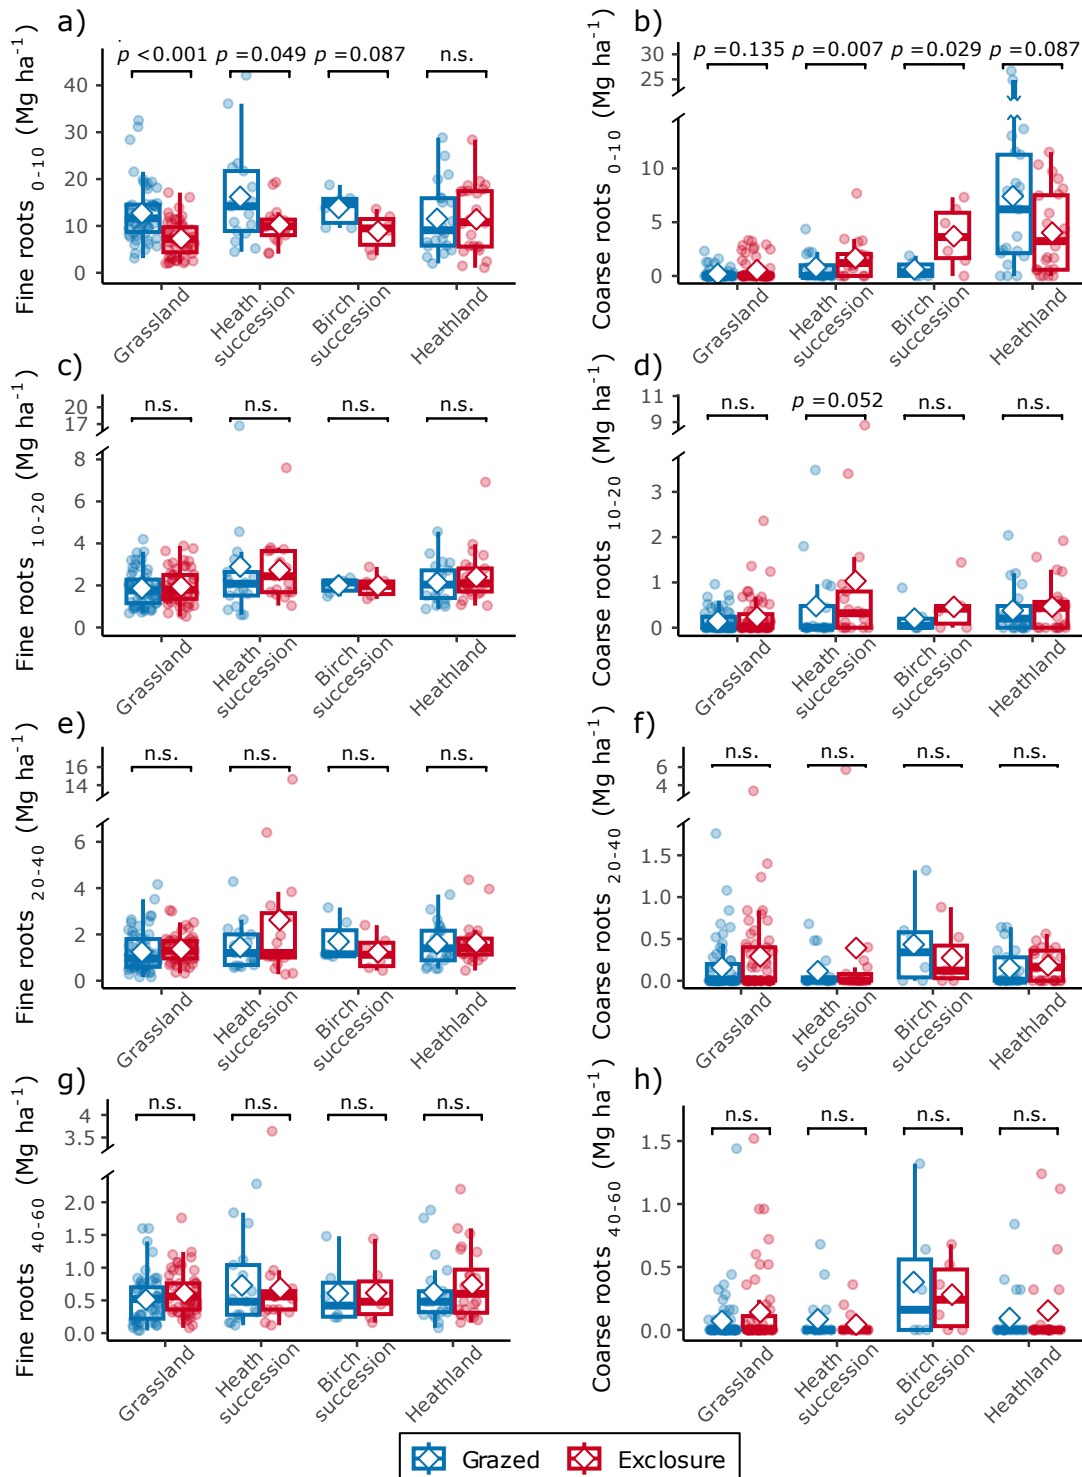 a)
Fine roots 0-10 (Mg ha-1)
p <0.001 p =0.049 p =0.087 n.s.
40
30
20
10
0
Grassland
Heath succession
Birch succession
Heathland
b)
Coarse roots 0-10 (Mg ha-1)
p =0.135 p =0.007 p =0.029 p =0.087
30
25
10
5
0
Grassland
Heath succession
Birch succession
Heathland
c)
Fine roots 10-20 (Mg ha-1)
n.s. n.s. n.s. n.s.
20
17
8
6
4
2
0
Grassland
Heath succession
Birch succession
Heathland
d)
Coarse roots 10-20 (Mg ha-1)
n.s. p =0.052 n.s. n.s.
11
9
3
2
1
0
Grassland
Heath succession
Birch succession
Heathland
e)
Fine roots 20-40 (Mg ha-1)
n.s. n.s. n.s. n.s.
16
14
6
4
2
0
Grassland
Heath succession
Birch succession
Heathland
f)
Coarse roots 20-40 (Mg ha-1)
n.s. n.s. n.s. n.s.
6
4
1.5
1.0
0.5
0.0
Grassland
Heath succession
Birch succession
Heathland
g)
Fine roots 40-60 (Mg ha-1)
n.s. n.s. n.s. n.s.
4
3.5
2.0
1.5
1.0
0.5
0.0
Grassland
Heath succession
Birch succession
Heathland
h)
Coarse roots 40-60 (Mg ha-1)
n.s. n.s. n.s. n.s.
1.5
1.0
0.5
0.0
Grassland
Heath succession
Birch succession
Heathland
Grazed Exclosure